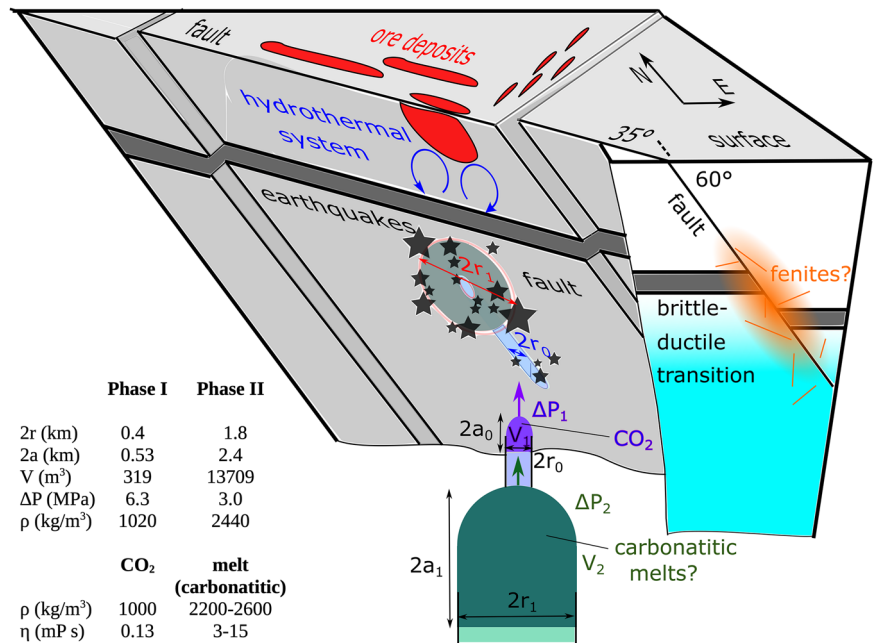 fault
ore deposits
N
E
hydrothermal
system
35°
surface
60°
earthquakes
fault
fault
2r₁
fenites?
2r₀
brittle-
ductile
transition
Phase I Phase II
2r (km) 0.4 1.8
2a (km) 0.53 2.4
V (m³) 319 13709
ΔP (MPa) 6.3 3.0
ρ (kg/m³) 1020 2440
CO₂ melt
(carbonatitic)
ρ (kg/m³) 1000 2200-2600
η (mP s) 0.13 3-15
ΔP₁
2a₀
V₁
CO₂
2r₀
ΔP₂
carbonatitic
melts?
V₂
2a₁
2r₁